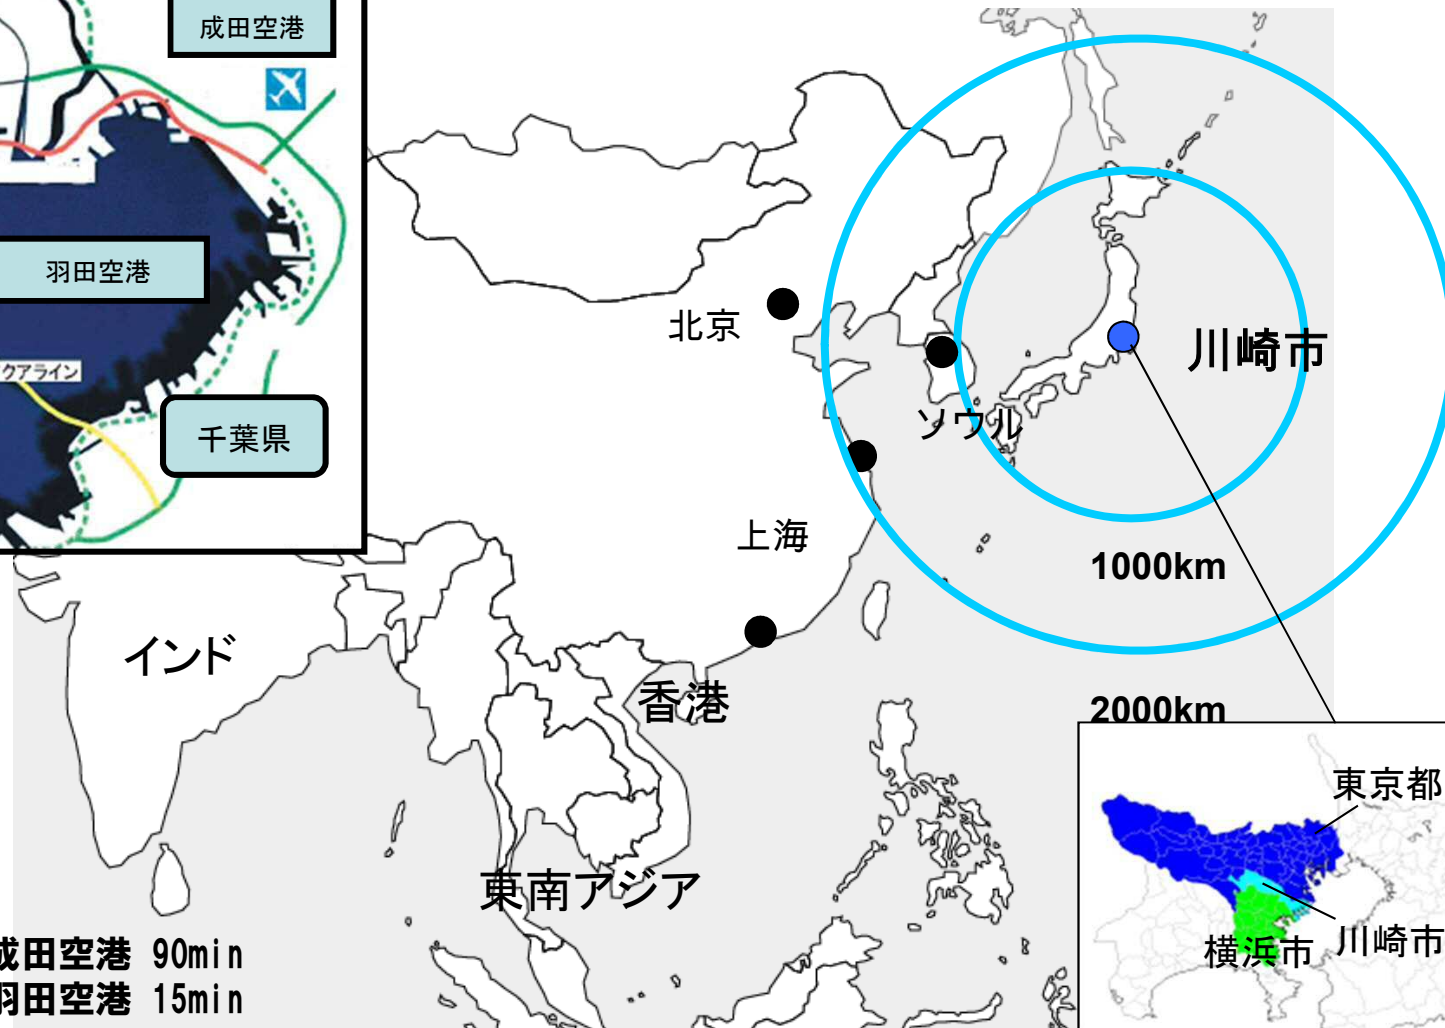 成田空港
羽田空港
クアライン
千葉県
北京
川崎市
ソウル
上海
1000km
インド
香港
2000km
東京都
東南アジア
川崎市
横浜市
成田空港 90min
羽田空港 15min